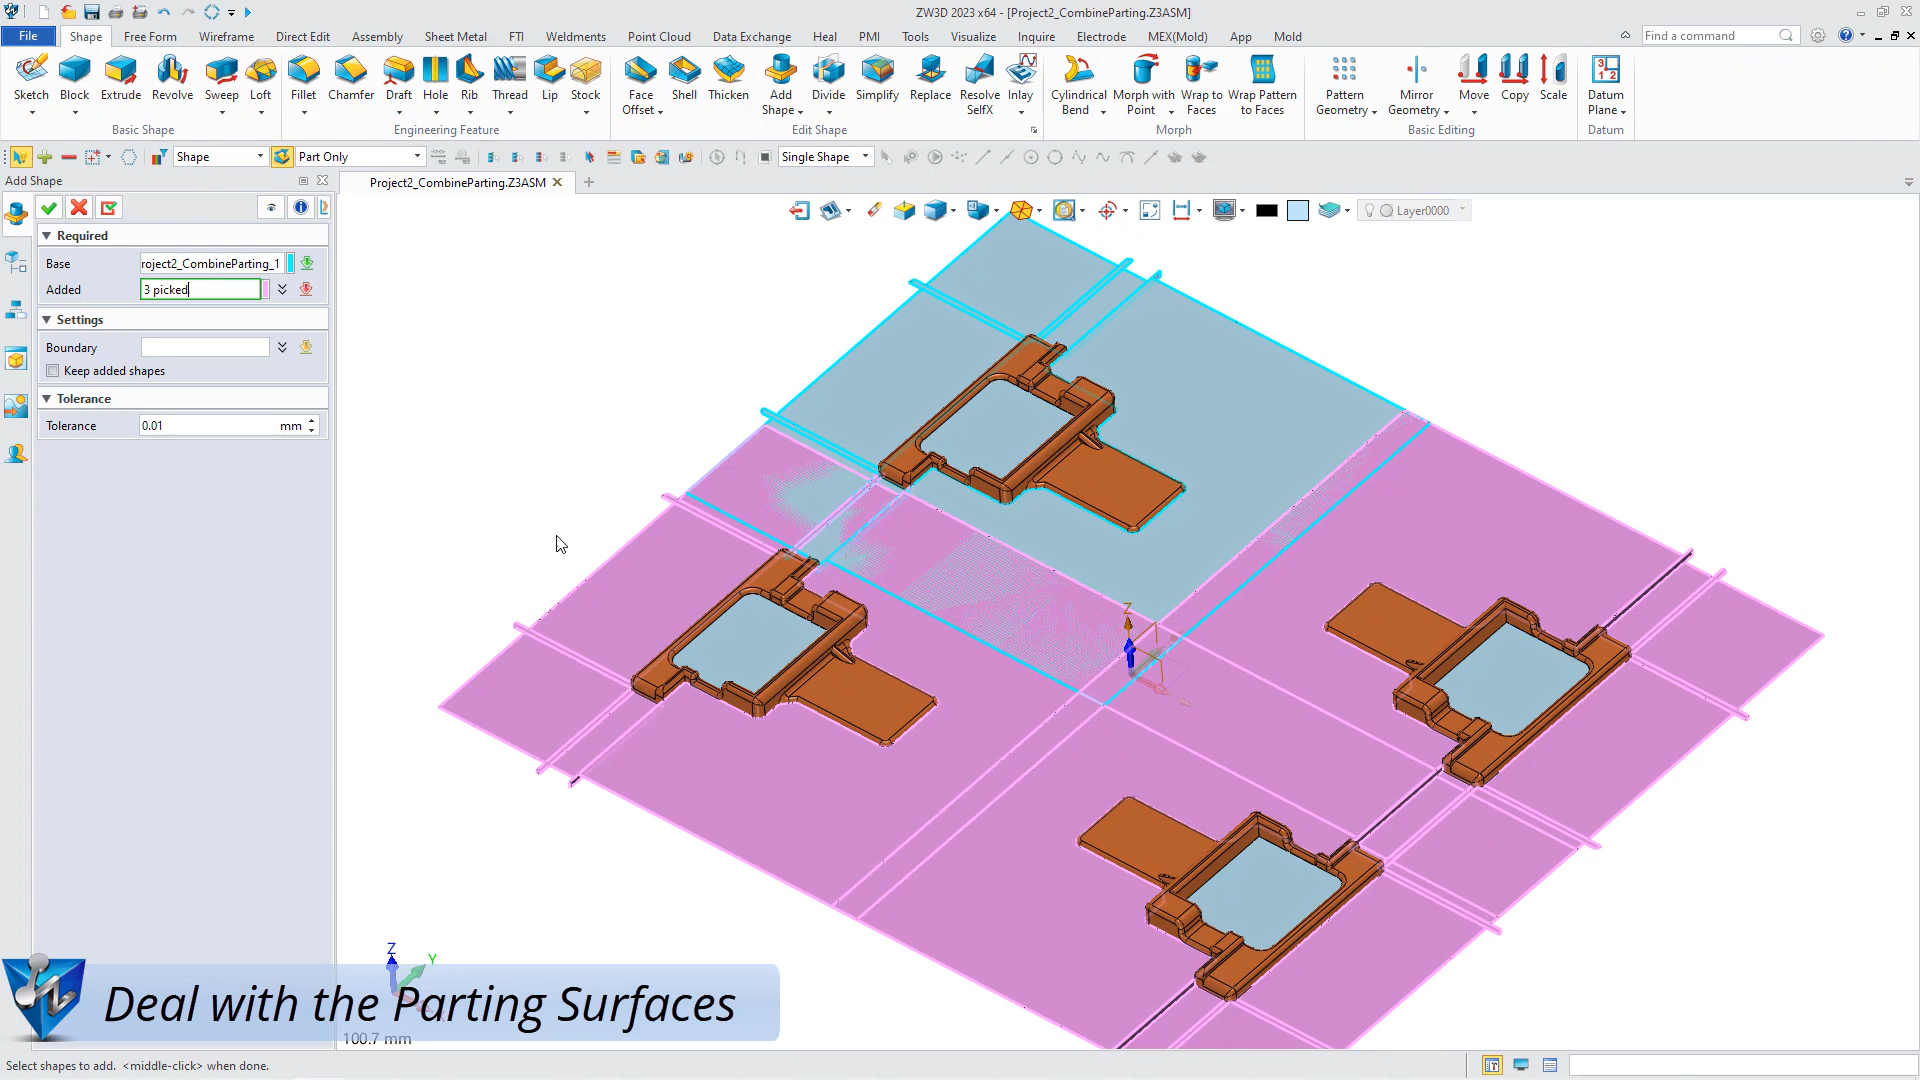 ZW3D 2023 x64 - [Project2_CombineParting.Z3ASM]
File Shape Free Form Wireframe Direct Edit Assembly Sheet Metal FTI Weldments Point Cloud Data Exchange Heal PMI Tools Visualize Inquire Electrode MEX(Mold) App Mold Find a command
Sketch Block Extrude Revolve Sweep Loft Fillet Chamfer Draft Hole Rib Thread Lip Stock Face Shell Thicken Add Divide Simplify Replace Resolve Inlay Cylindrical Morph with Wrap to Wrap Pattern Pattern Mirror Move Copy Scale Datum
Offset Shape SelfX Bend Point Faces to Faces Geometry Geometry Plane
Basic Shape Engineering Feature Edit Shape Morph Basic Editing Datum
Shape Part Only Single Shape
Add Shape Project2_CombineParting.Z3ASM
Layer0000
Required
Base roject2_CombineParting_1
Added 3 picked
Settings
Boundary
Keep added shapes
Tolerance
Tolerance 0.01 mm
Z
Z
Y
Deal with the Parting Surfaces
100.7 mm
Select shapes to add. <middle-click> when done.